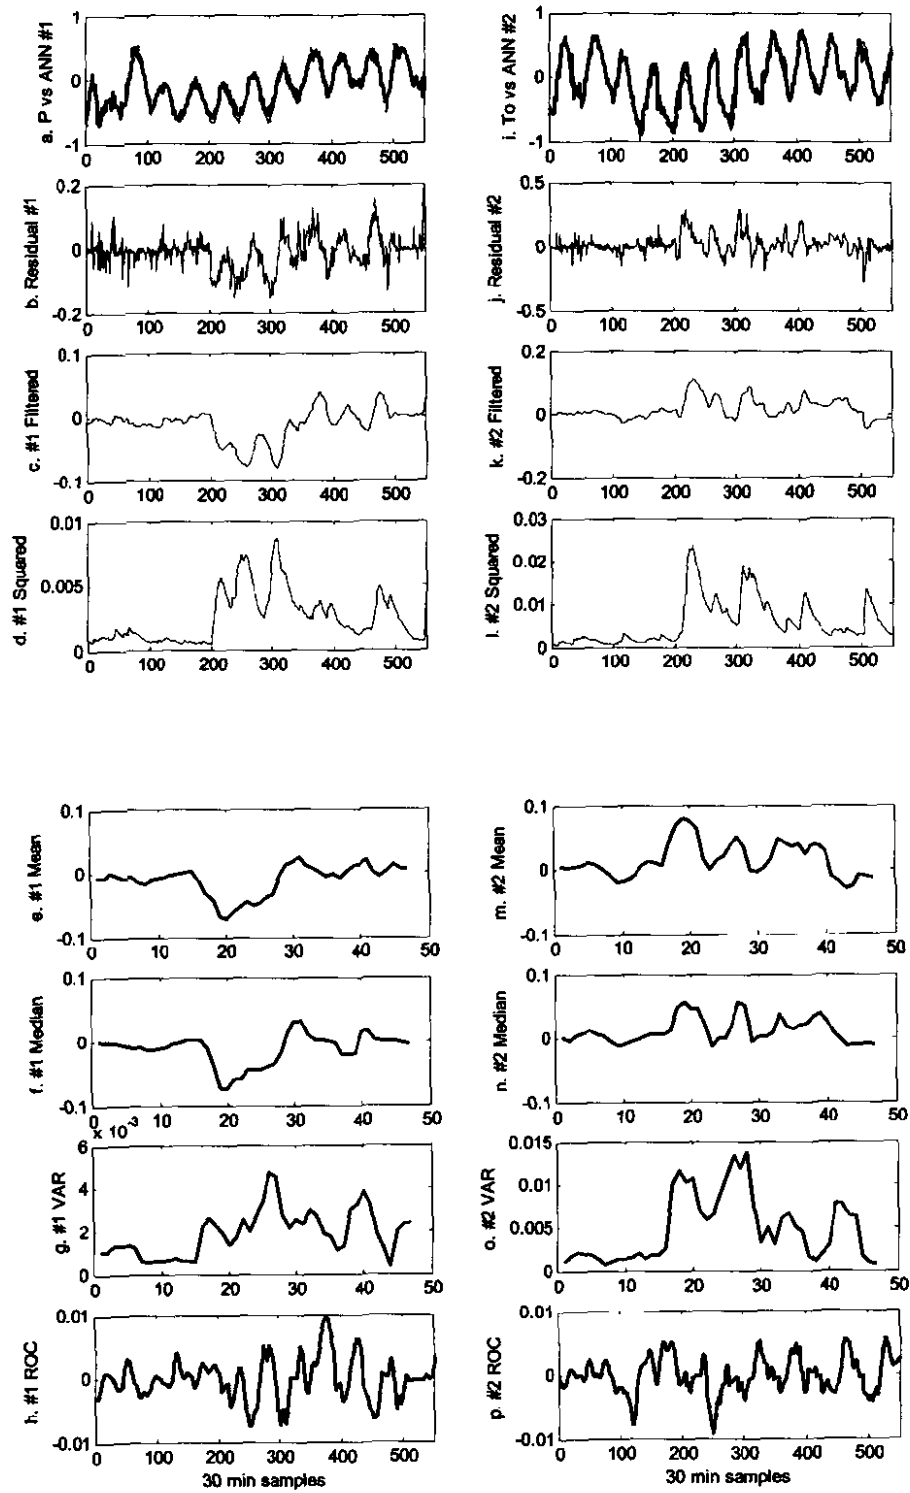 a. P vs ANN #1
1
0
-1
0 100 200 300 400 500
b. Residual #1
0.2
0
-0.2
0 100 200 300 400 500
c. #1 Filtered
0.1
0
-0.1
0 100 200 300 400 500
d. #1 Squared
0.01
0.005
0
0 100 200 300 400 500
i. To vs ANN #2
1
0
-1
0 100 200 300 400 500
j. Residual #2
0.5
0
-0.5
0 100 200 300 400 500
k. #2 Filtered
0.2
0
-0.2
0 100 200 300 400 500
l. #2 Squared
0.03
0.02
0.01
0
0 100 200 300 400 500
e. #1 Mean
0.1
0
-0.1
0 10 20 30 40 50
f. #1 Median
0.1
0
-0.1
0 10 20 30 40 50
x 10⁻³
g. #1 VAR
6
4
2
0
0 10 20 30 40 50
h. #1 ROC
0.01
0
-0.01
0 100 200 300 400 500
30 min samples
m. #2 Mean
0.1
0
-0.1
0 10 20 30 40 50
n. #2 Median
0.1
0
-0.1
0 10 20 30 40 50
o. #2 VAR
0.015
0.01
0.005
0
0 10 20 30 40 50
p. #2 ROC
0.01
0
-0.01
0 100 200 300 400 500
30 min samples